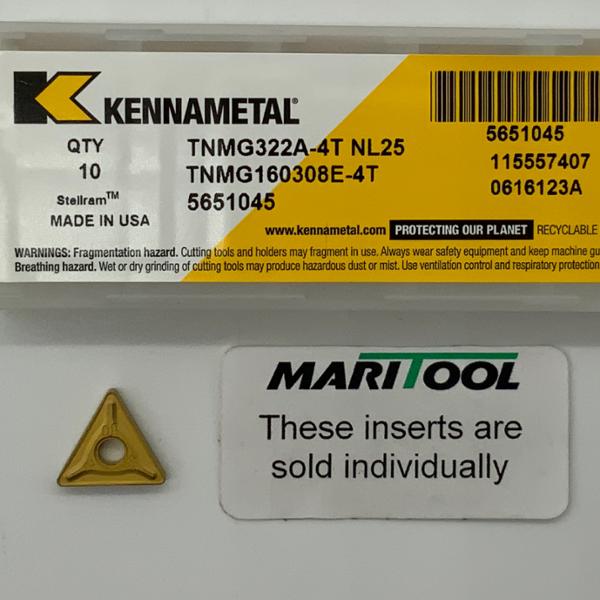 KENNAMETAL®
QTY
10
Stellram™
MADE IN USA
TNMG322A-4T NL25
TNMG160308E-4T
5651045
5651045
115557407
0616123A
www.kennametal.com PROTECTING OUR PLANET RECYCLABLE
WARNINGS: Fragmentation hazard. Cutting tools and holders may fragment in use. Always wear safety equipment and keep machine gu
Breathing hazard. Wet or dry grinding of cutting tools may produce hazardous dust or mist. Use ventilation control and respiratory protection
MARITOOL
These inserts are
sold individually